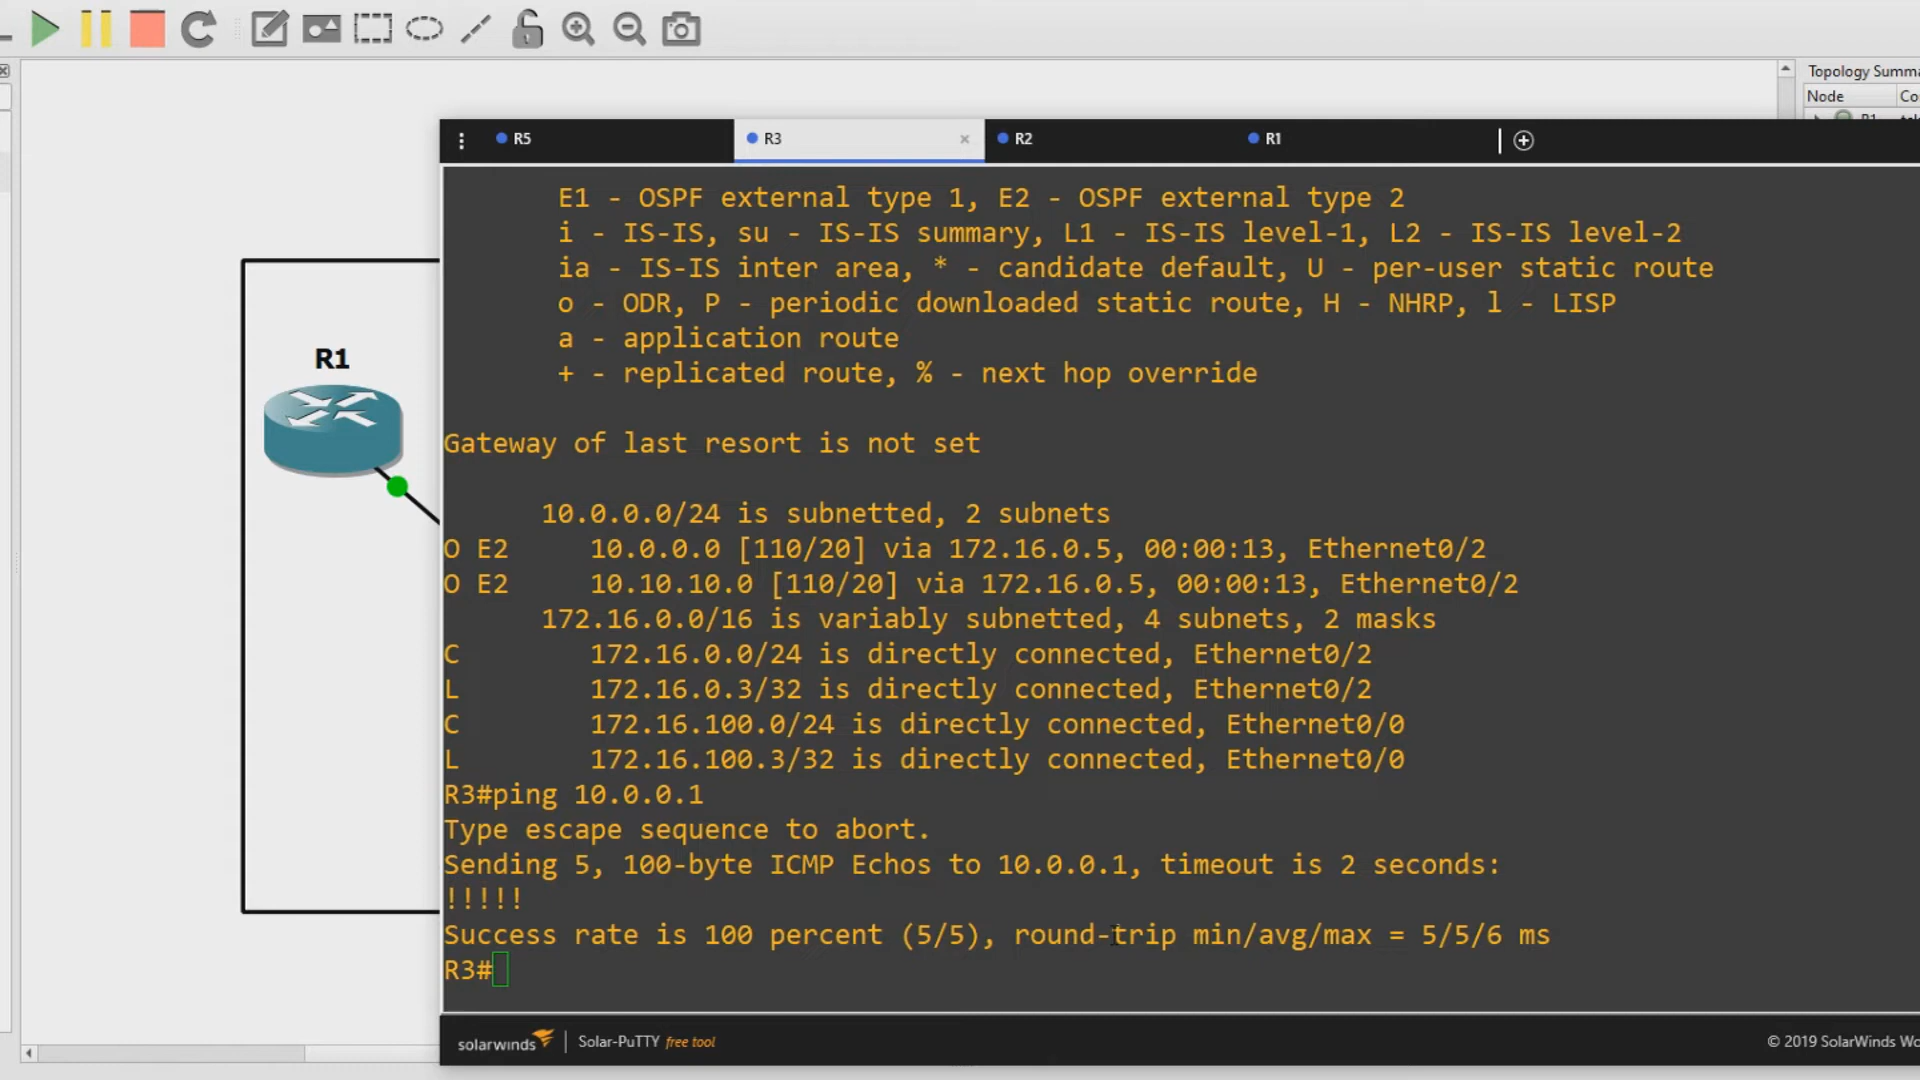 Topology Summa
Node Co
R5 R3 R2 R1
E1 - OSPF external type 1, E2 - OSPF external type 2
i - IS-IS, su - IS-IS summary, L1 - IS-IS level-1, L2 - IS-IS level-2
ia - IS-IS inter area, * - candidate default, U - per-user static route
o - ODR, P - periodic downloaded static route, H - NHRP, l - LISP
a - application route
+ - replicated route, % - next hop override
R1
Gateway of last resort is not set
10.0.0.0/24 is subnetted, 2 subnets
O E2 10.0.0.0 [110/20] via 172.16.0.5, 00:00:13, Ethernet0/2
O E2 10.10.10.0 [110/20] via 172.16.0.5, 00:00:13, Ethernet0/2
172.16.0.0/16 is variably subnetted, 4 subnets, 2 masks
C 172.16.0.0/24 is directly connected, Ethernet0/2
L 172.16.0.3/32 is directly connected, Ethernet0/2
C 172.16.100.0/24 is directly connected, Ethernet0/0
L 172.16.100.3/32 is directly connected, Ethernet0/0
R3#ping 10.0.0.1
Type escape sequence to abort.
Sending 5, 100-byte ICMP Echos to 10.0.0.1, timeout is 2 seconds:
!!!!!
Success rate is 100 percent (5/5), round-trip min/avg/max = 5/5/6 ms
R3#
solarwinds | Solar-PuTTY free tool
© 2019 SolarWinds Wo